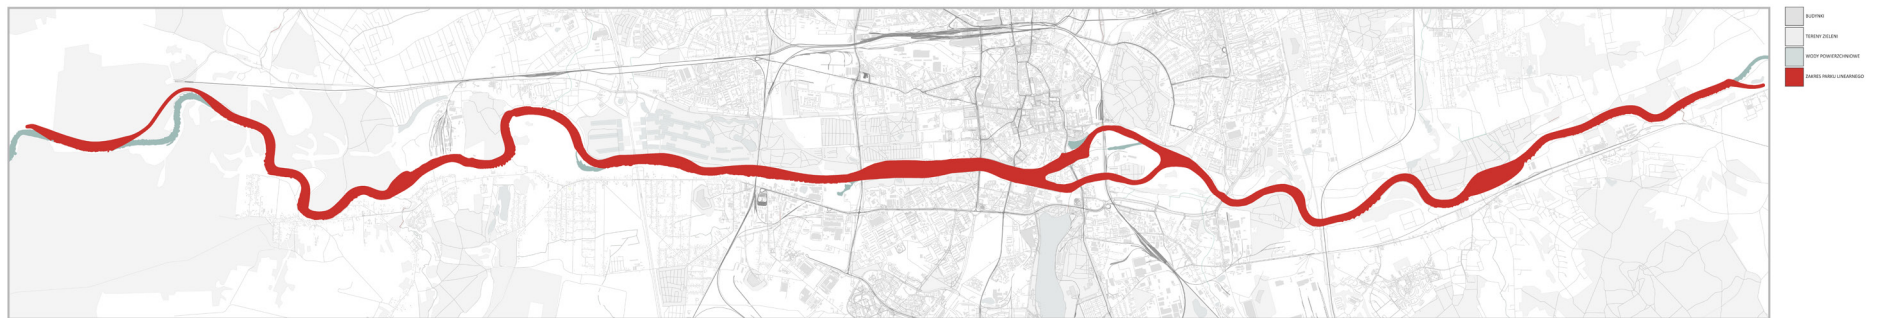 BUDYNKI
TERENY ZIELENI
WODY POWIERZCHNIOWE
ZAKRES PARKU LINEARNEGO